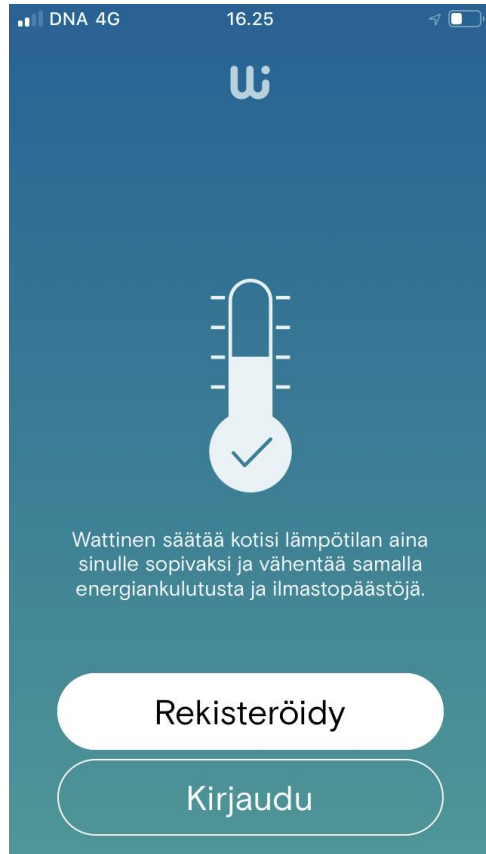 DNA 4G 16.25
Wi
Wattinen säätää kotisi lämpötilan aina
sinulle sopivaksi ja vähentää samalla
energiankulutusta ja ilmastopäästöjä.
Rekisteröidy
Kirjaudu